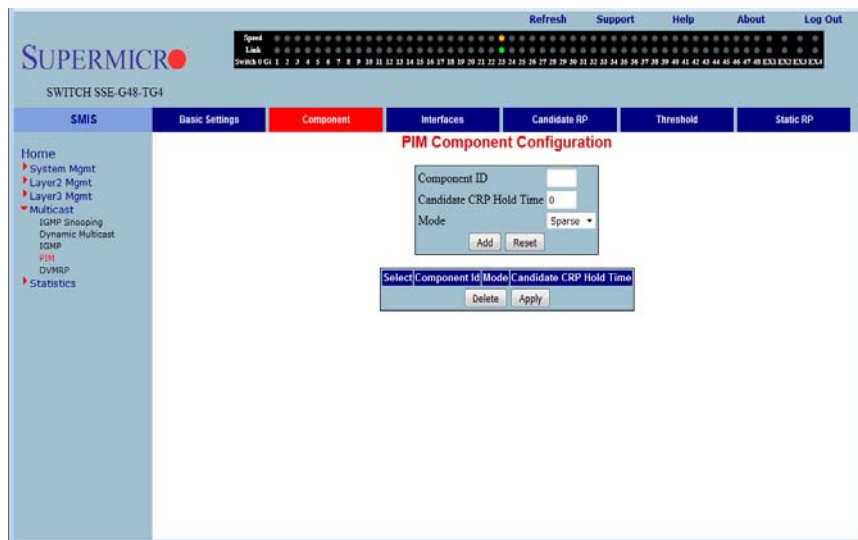 Refresh Support Help About Log Out
SUPERMICRO
Speed
Link
Switch 0 Gi 1 2 3 4 5 6 7 8 9 10 11 12 13 14 15 16 17 18 19 20 21 22 23 24 25 26 27 28 29 30 31 32 33 34 35 36 37 38 39 40 41 42 43 44 45 46 47 48 EX1 EX2 EX3 EX4
SWITCH SSE-G48-TG4
SMIS Basic Settings Component Interfaces Candidate RP Threshold Static RP
PIM Component Configuration
Home
System Mgmt
Layer2 Mgmt
Layer3 Mgmt
Multicast
IGMP Snooping
Dynamic Multicast
IGMP
PIM
DVMRP
Statistics
Component ID
Candidate CRP Hold Time 0
Mode Sparse
Add Reset
Select Component Id Mode Candidate CRP Hold Time
Delete Apply